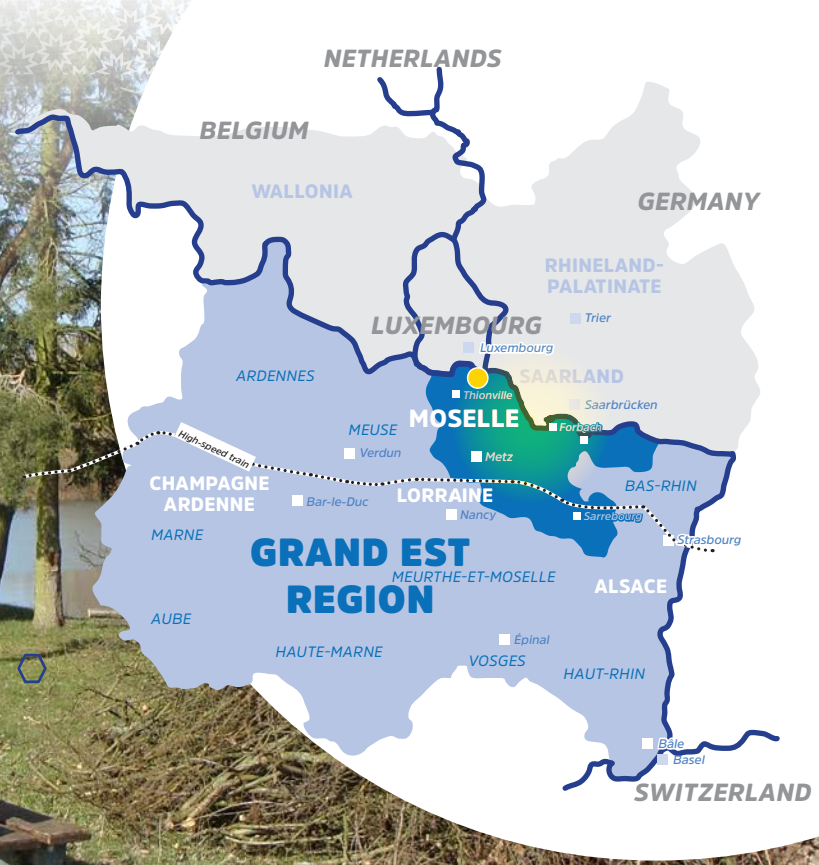 NETHERLANDS
BELGIUM
WALLONIA
GERMANY
RHINELAND-
PALATINATE
Trier
LUXEMBOURG
Luxembourg
SAARLAND
ARDENNES
Thionville
Saarbrücken
MOSELLE
Forbach
MEUSE
High-speed train
Verdun
Metz
CHAMPAGNE
ARDENNE
LORRAINE
BAS-RHIN
Bar-le-Duc
Nancy
Sarrebourg
MARNE
Strasbourg
GRAND EST
REGION
MEURTHE-ET-MOSELLE
ALSACE
AUBE
Épinal
HAUTE-MARNE
VOSGES
HAUT-RHIN
Bâle
Basel
SWITZERLAND